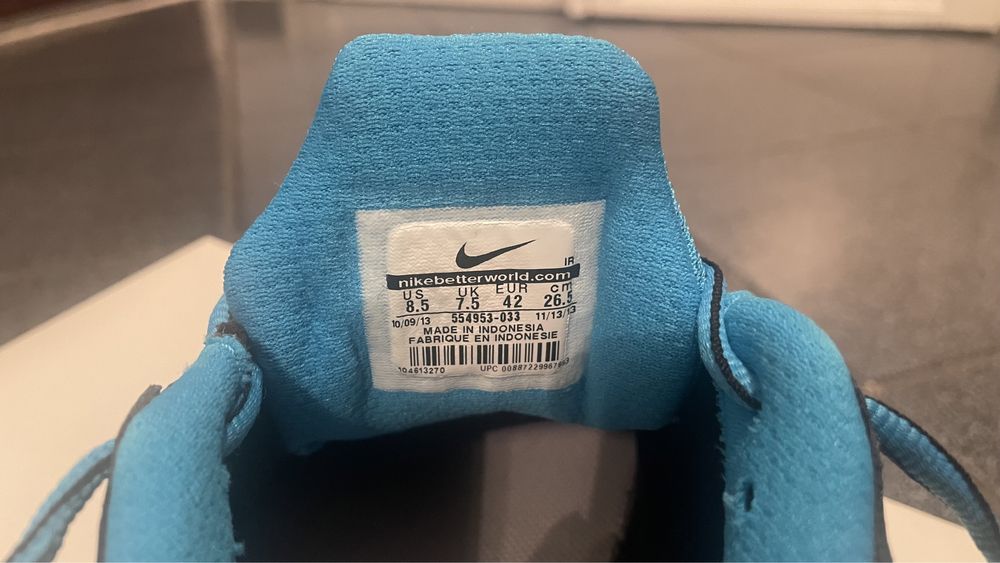 IR
nikebetterworld.com
US UK EUR cm
8.5 7.5 42 26.5
10/09/13 554953-033 11/13/13
MADE IN INDONESIA
FABRIQUE EN INDONESIE
104613270 UPC